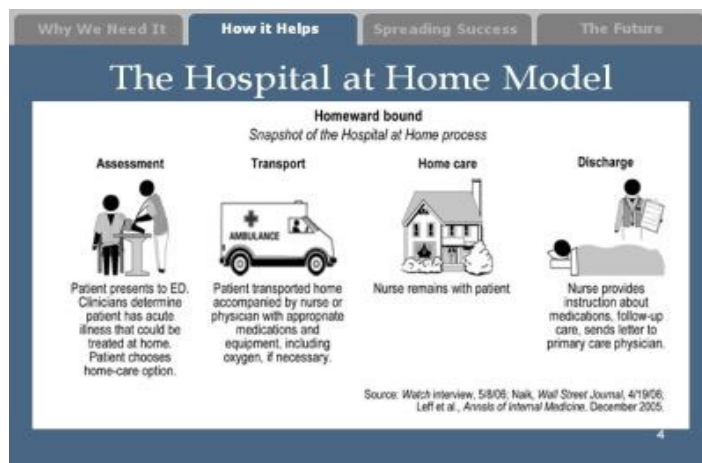 Why We Need It
How it Helps
Spreading Success
The Future
The Hospital at Home Model
Homeward bound
Snapshot of the Hospital at Home process
Assessment
Transport
Home care
Discharge
AMBULANCE
Patient presents to ED.
Clinicians determine
patient has acute
illness that could be
treated at home.
Patient chooses
home-care option.
Patient transported home
accompanied by nurse or
physician with appropriate
medications and
equipment, including
oxygen, if necessary.
Nurse remains with patient
Nurse provides
instruction about
medications, follow-up
care, sends letter to
primary care physician.
Source: Watch interview, 5/8/06; Naik, Wall Street Journal, 4/19/06;
Leff et al., Annals of Internal Medicine, December 2005.
4